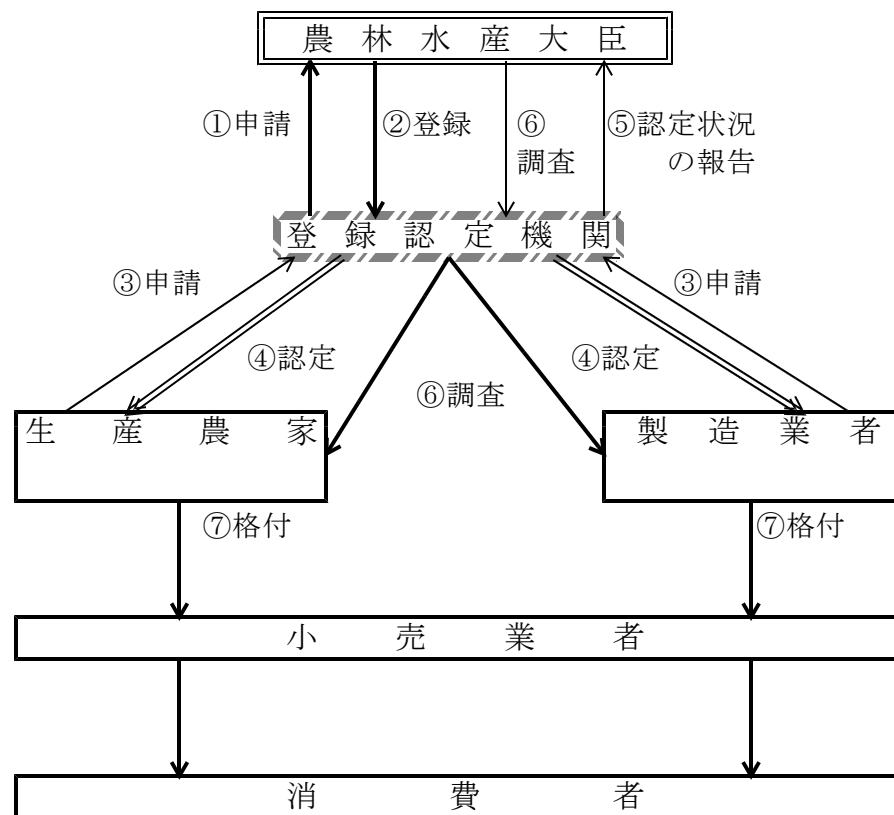 農林水産大臣
①申請
②登録
⑥
調査
⑤認定状況
の報告
登録認定機関
③申請
③申請
④認定
④認定
⑥調査
生産農家
製造業者
⑦格付
⑦格付
小売業者
消費者